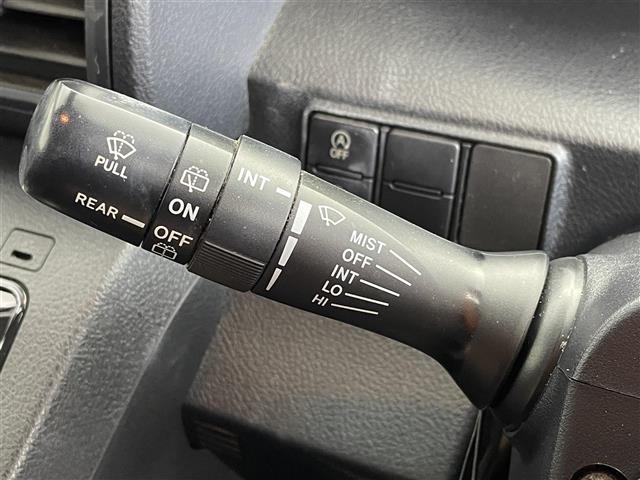 PULL
REAR
ON
OFF
INT
MIST
OFF
INT
LO
HI
A
OFF